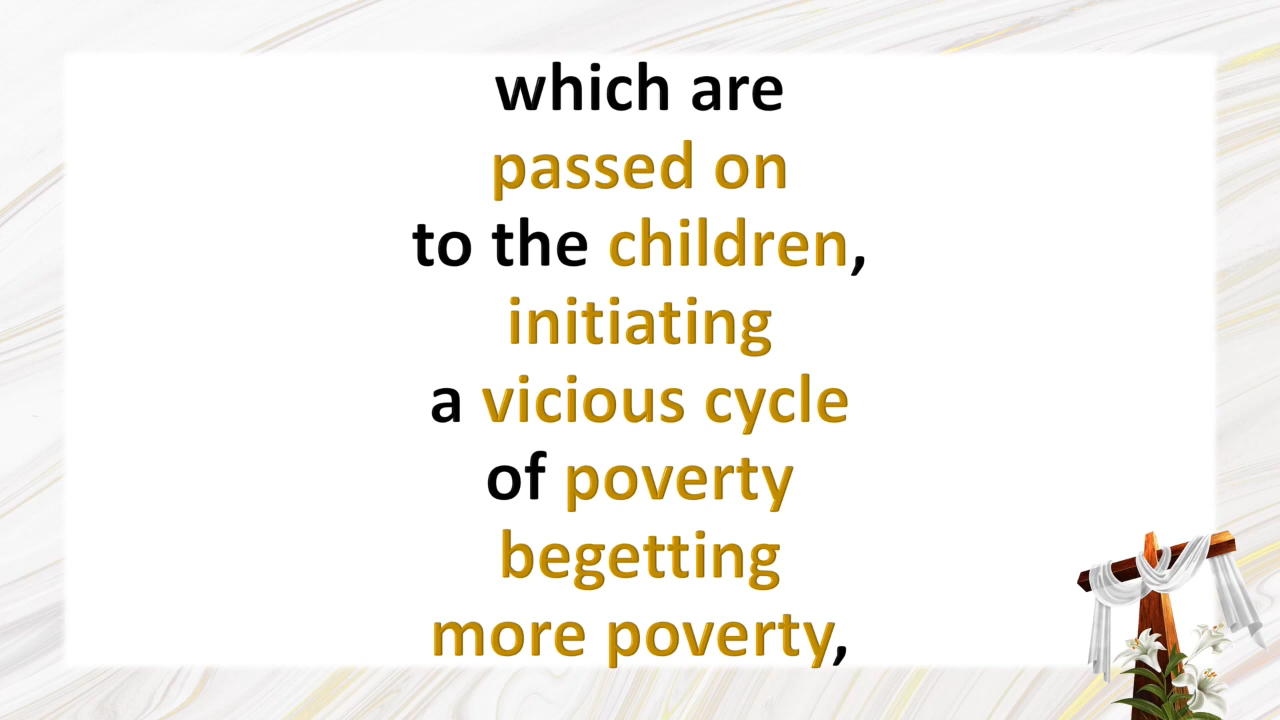 which are
passed on
to the children,
initiating
a vicious cycle
of poverty
begetting
more poverty,